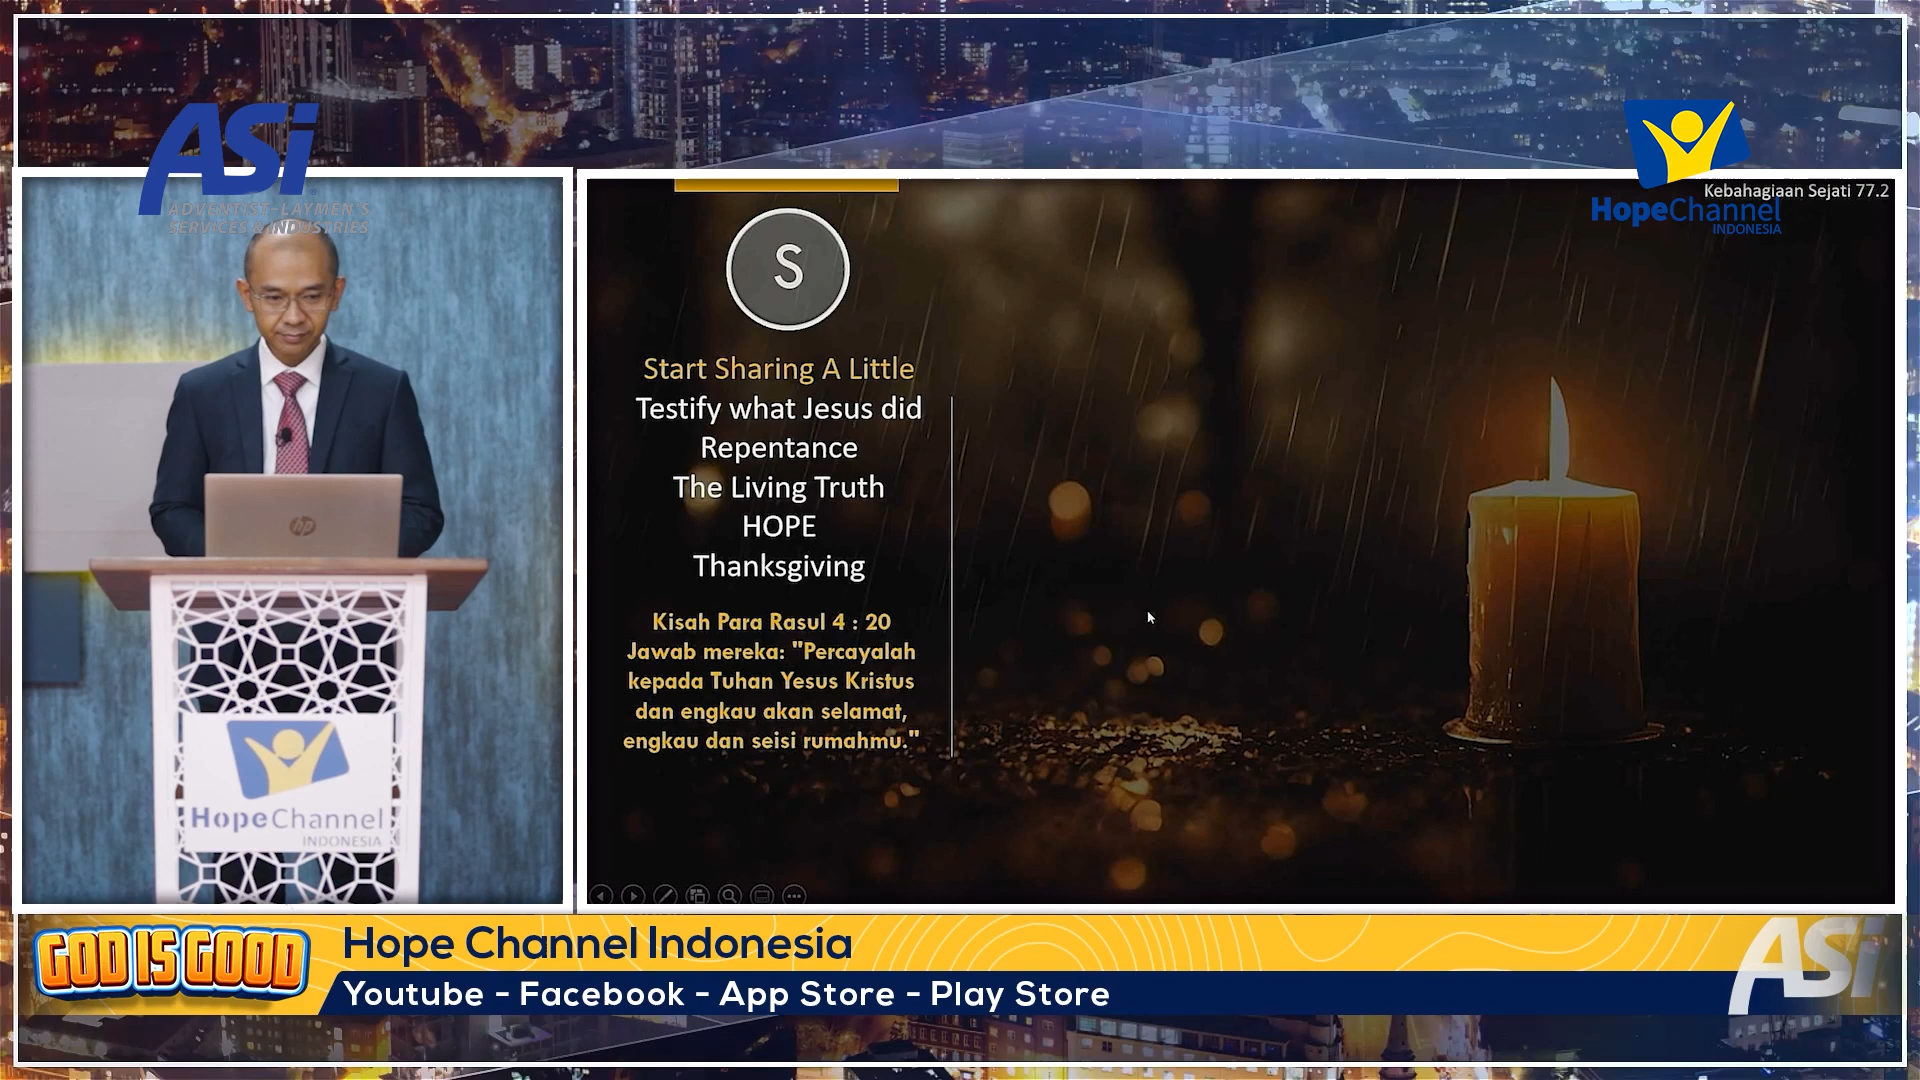 ASi
ADVENTIST-LAYMEN'S
SERVICES & INDUSTRIES
Kebahagiaan Sejati 77.2
HopeChannel
INDONESIA
S
Start Sharing A Little
Testify what Jesus did
Repentance
The Living Truth
HOPE
Thanksgiving
Kisah Para Rasul 4 : 20
Jawab mereka: "Percayalah
kepada Tuhan Yesus Kristus
dan engkau akan selamat,
engkau dan seisi rumahmu."
hp
HopeChannel
INDONESIA
GOD IS GOOD
Hope Channel Indonesia
Youtube - Facebook - App Store - Play Store
ASi